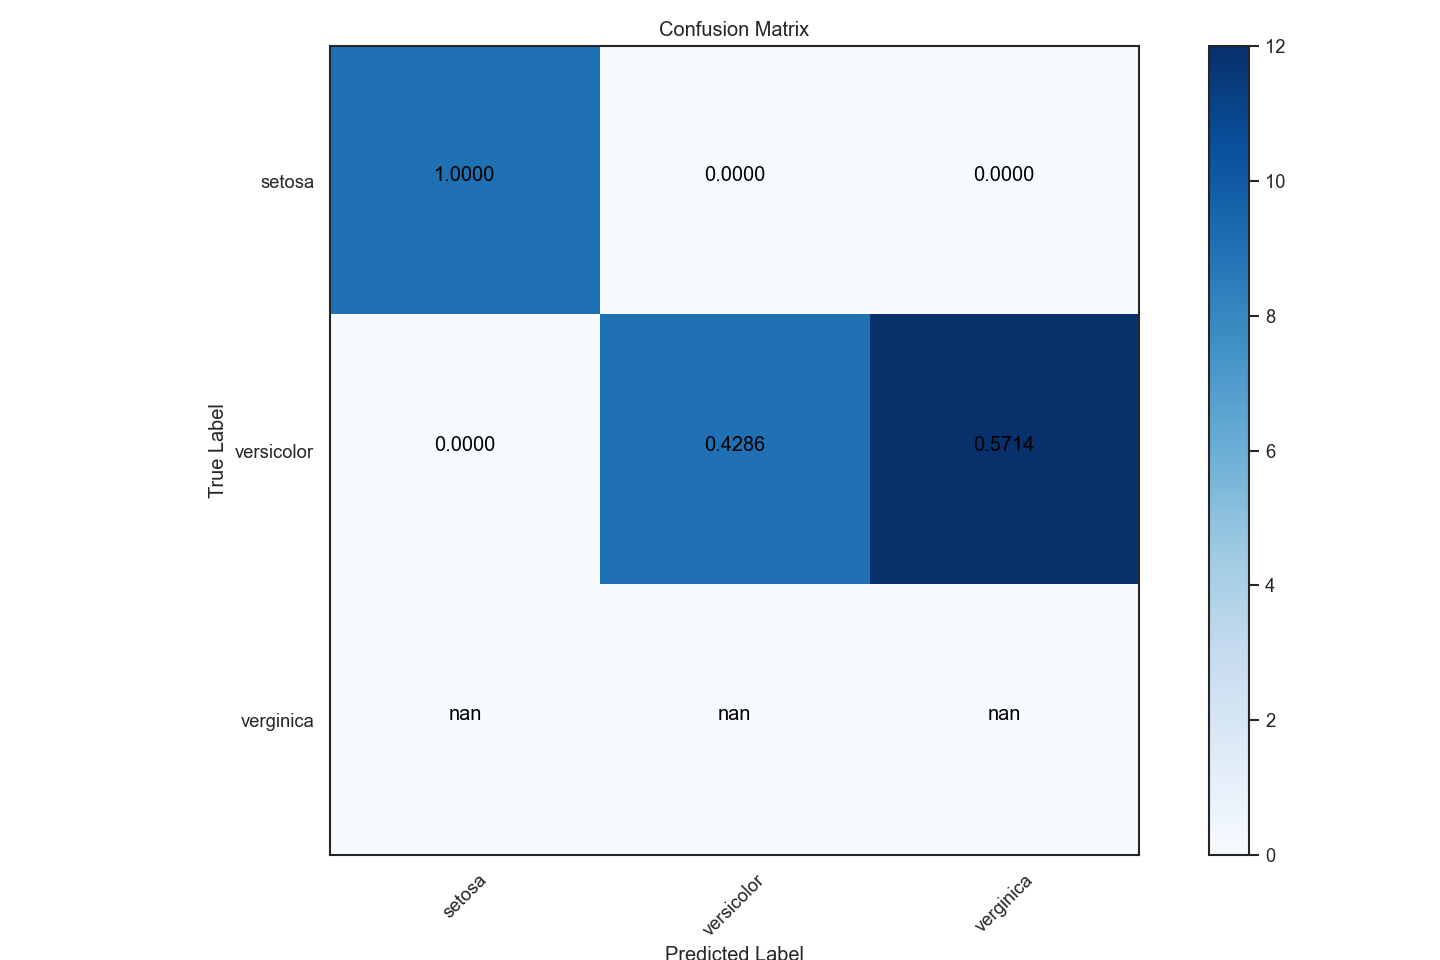 Confusion Matrix
setosa 1.0000 0.0000 0.0000
versicolor 0.0000 0.4286 0.5714
verginica nan nan nan
True Label
setosa versicolor verginica
Predicted Label
12
10
8
6
4
2
0